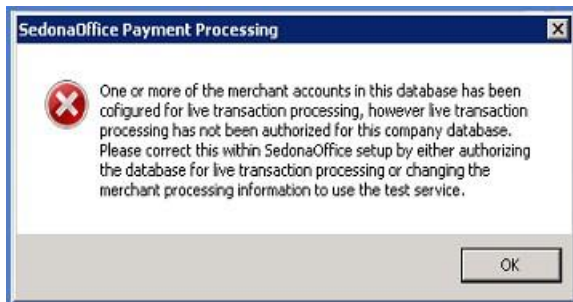 SedonaOffice Payment Processing
One or more of the merchant accounts in this database has been
cofigured for live transaction processing, however live transaction
processing has not been authorized for this company database.
Please correct this within SedonaOffice setup by either authorizing
the database for live transaction processing or changing the
merchant processing information to use the test service.
OK